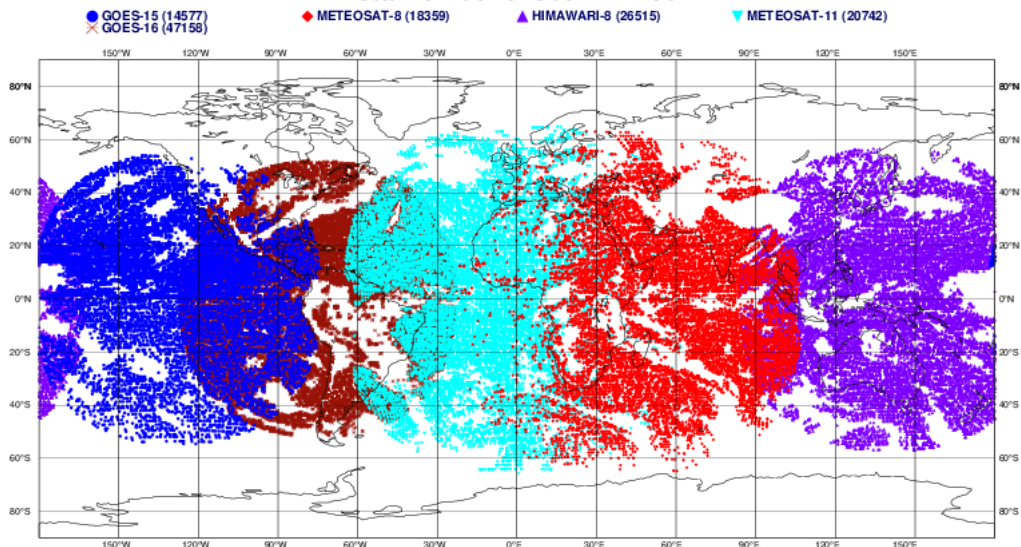 GOES-15 (14577) METEOSAT-8 (18359) HIMAWARI-8 (26515) METEOSAT-11 (20742)
GOES-16 (47158)
150°W 120°W 90°W 60°W 30°W 0°E 30°E 60°E 90°E 120°E 150°E
80°N 80°N
60°N 60°N
40°N 40°N
20°N 20°N
0°N 0°N
20°S 20°S
40°S 40°S
60°S 60°S
80°S 80°S
150°W 120°W 90°W 60°W 30°W 0°E 30°E 60°E 90°E 120°E 150°E